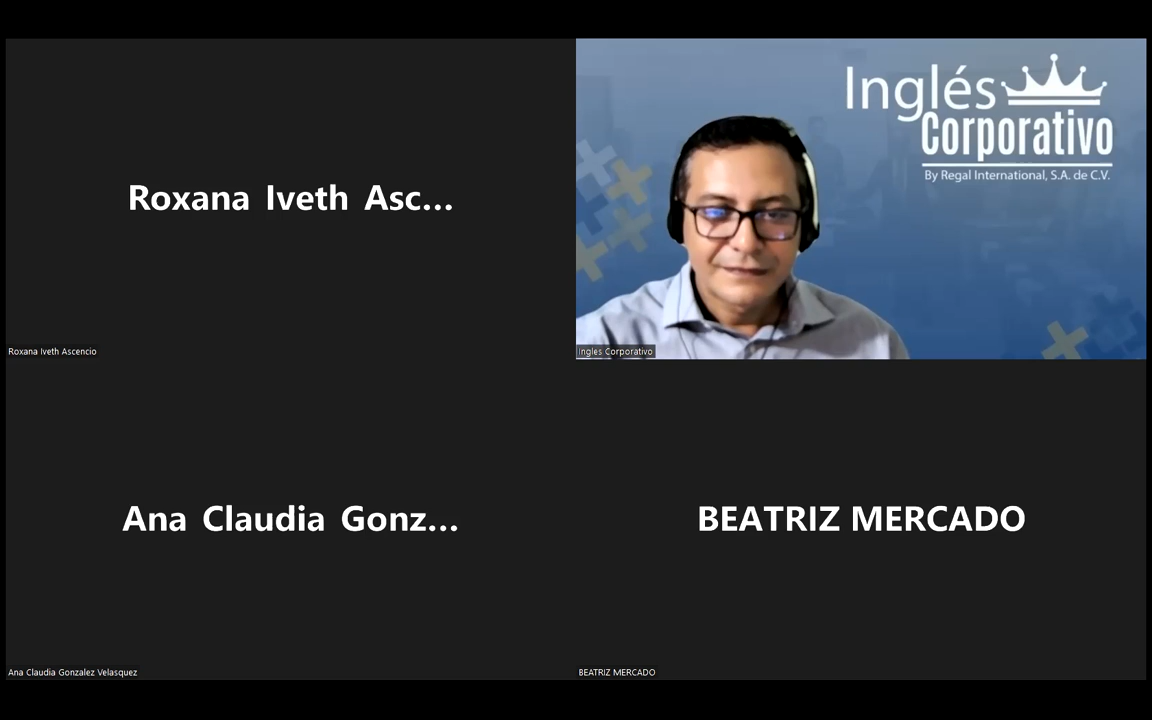 Roxana Iveth Asc...
Roxana Iveth Ascencio
Inglés
Corporativo
By Regal International, S.A. de C.V.
Ingles Corporativo
Ana Claudia Gonz...
Ana Claudia Gonzalez Velasquez
BEATRIZ MERCADO
BEATRIZ MERCADO